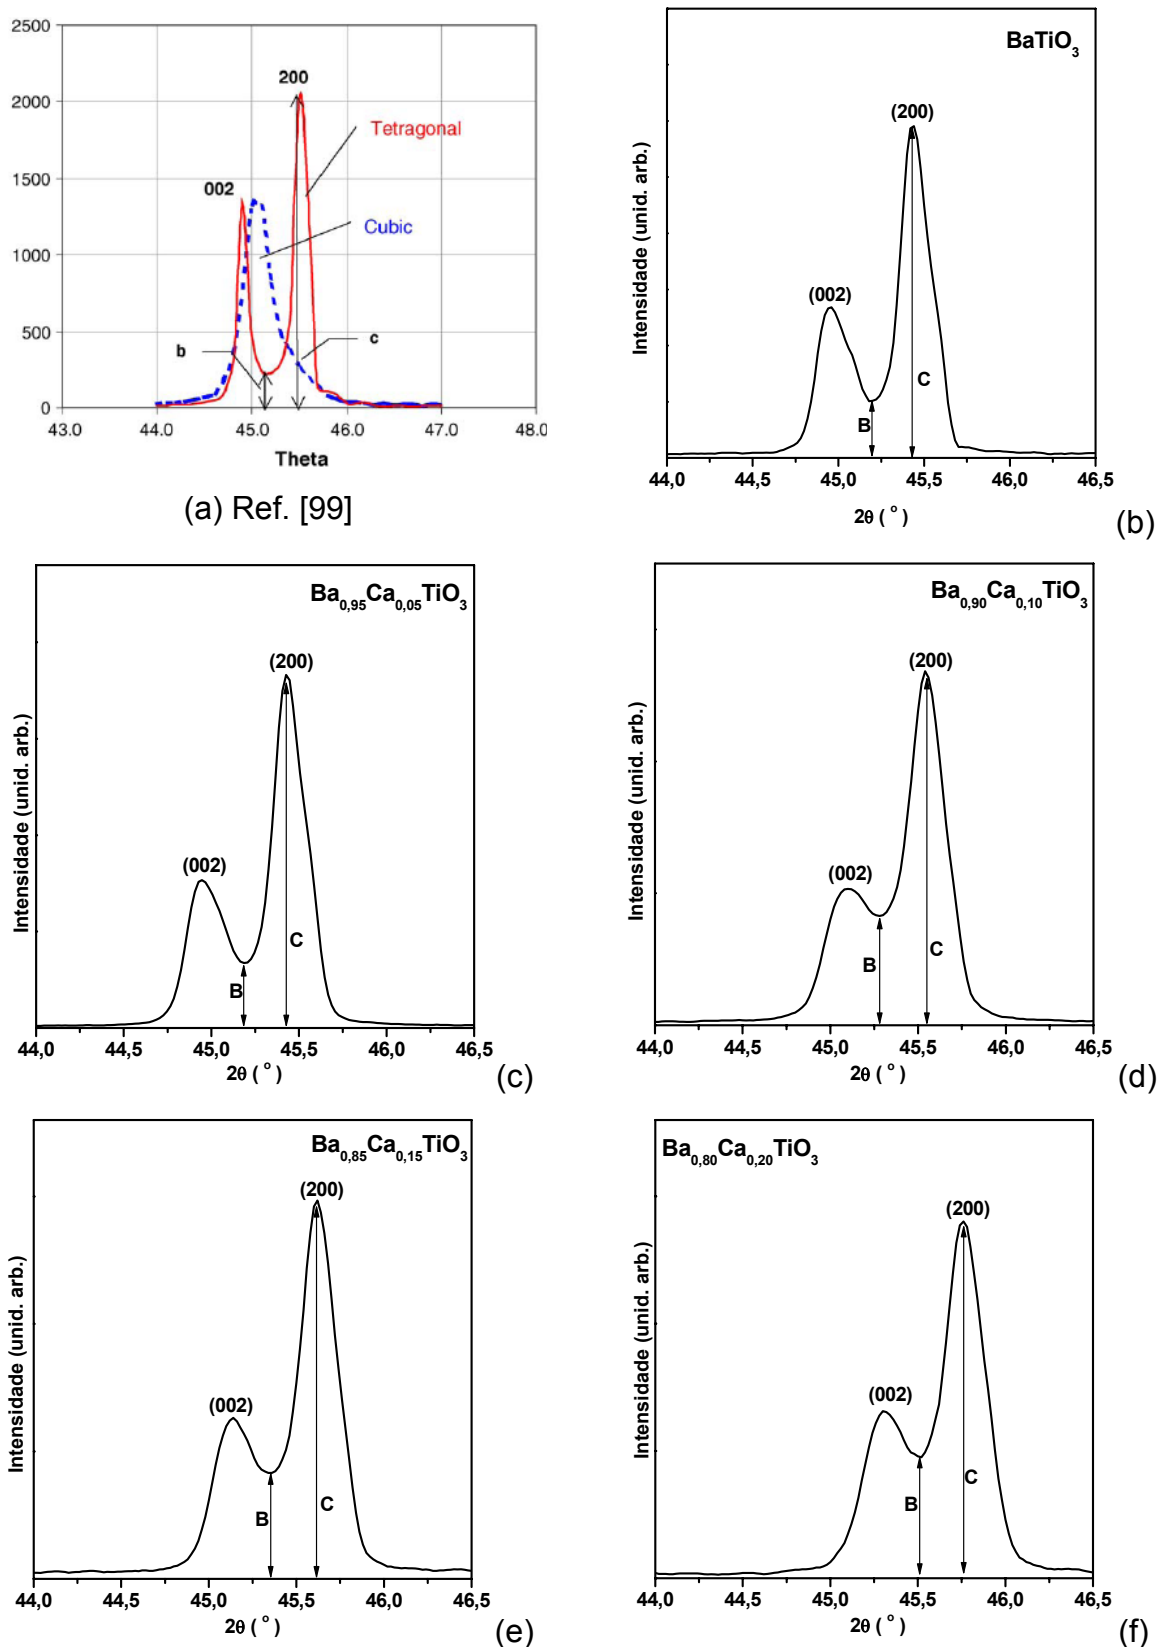 2500
2000
1500
1000
500
0
43.0 44.0 45.0 46.0 47.0 48.0
Theta
002
200
Tetragonal
Cubic
b
c
(a) Ref. [99]
BaTiO3
(002)
(200)
B
C
Intensidade (unid. arb.)
44,0 44,5 45,0 45,5 46,0 46,5
2θ ( o )
(b)
Ba0,95Ca0,05TiO3
(200)
(002)
B
C
Intensidade (unid. arb.)
44,0 44,5 45,0 45,5 46,0 46,5
2θ ( o )
(c)
Ba0,90Ca0,10TiO3
(200)
(002)
B
C
Intensidade (unid. arb.)
44,0 44,5 45,0 45,5 46,0 46,5
2θ ( o )
(d)
Ba0,85Ca0,15TiO3
(200)
(002)
B
C
Intensidade (unid. arb.)
44,0 44,5 45,0 45,5 46,0 46,5
2θ ( o )
(e)
Ba0,80Ca0,20TiO3
(200)
(002)
B
C
Intensidade (unid. arb.)
44,0 44,5 45,0 45,5 46,0 46,5
2θ ( o )
(f)